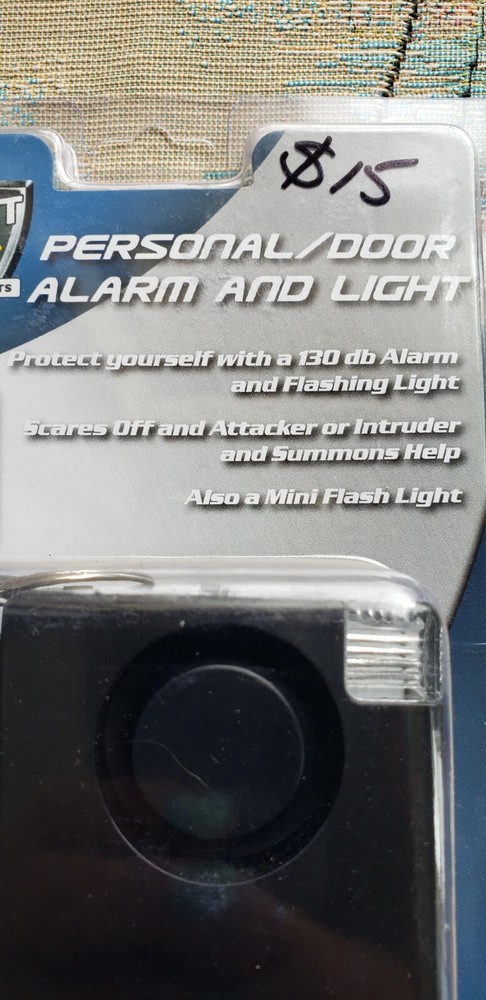 $15
T
PERSONAL/DOOR
TS
ALARM AND LIGHT
Protect yourself with a 130 db Alarm
and Flashing Light
Scares Off and Attacker or Intruder
and Summons Help
Also a Mini Flash Light